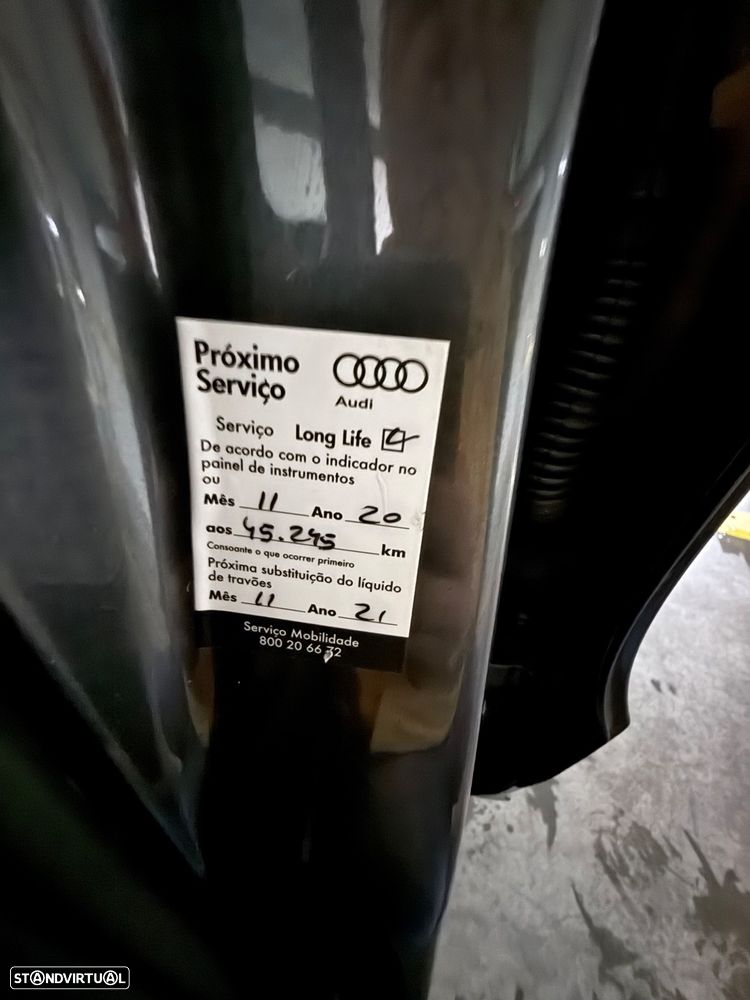 Próximo
Serviço
Audi
Serviço Long Life
De acordo com o indicador no
painel de instrumentos
ou
Mês 11 Ano 20
aos 45.245 km
Consoante o que ocorrer primeiro
Próxima substituição do líquido
de travões
Mês 11 Ano 21
Serviço Mobilidade
800 20 66 72
STANDVIRTUAL